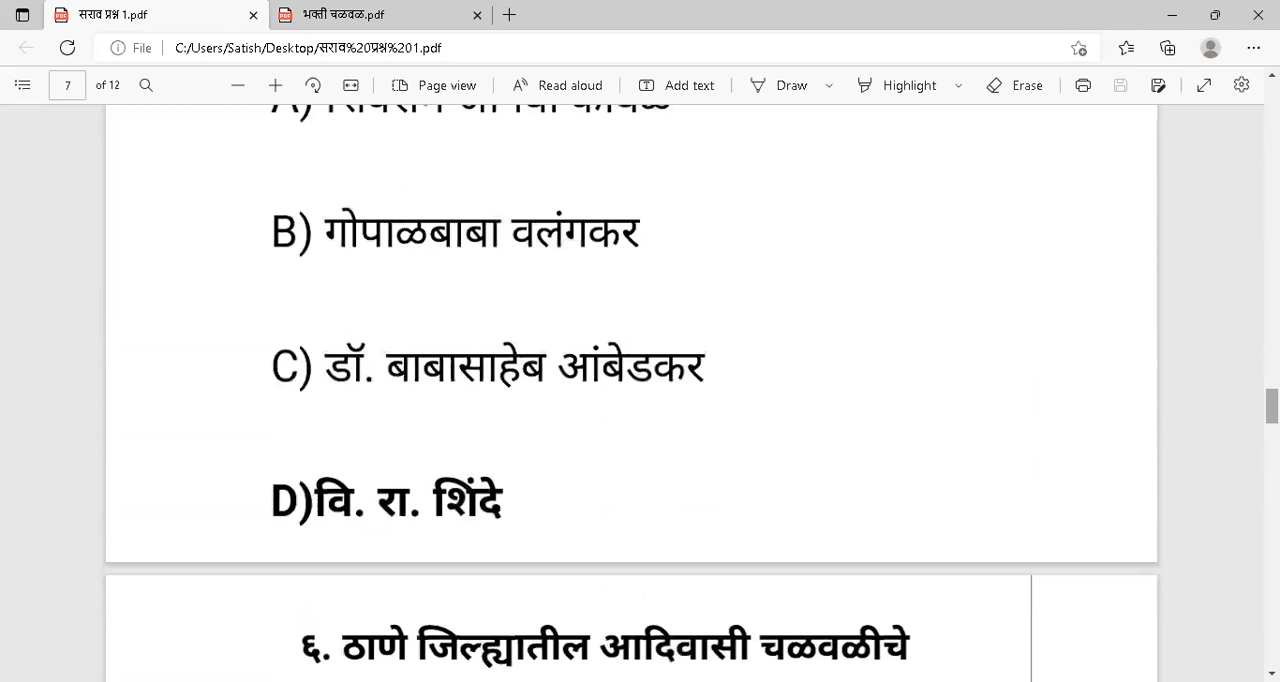 सराव प्रश्न 1.pdf
भक्ती चळवळ.pdf
File
C:/Users/Satish/Desktop/सराव%20प्रश्न%201.pdf
7 of 12
Page view
Read aloud
Add text
Draw
Highlight
Erase
B) गोपाळबाबा वलंगकर
C) डॉ. बाबासाहेब आंबेडकर
D)वि. रा. शिंदे
६. ठाणे जिल्ह्यातील आदिवासी चळवळीचे